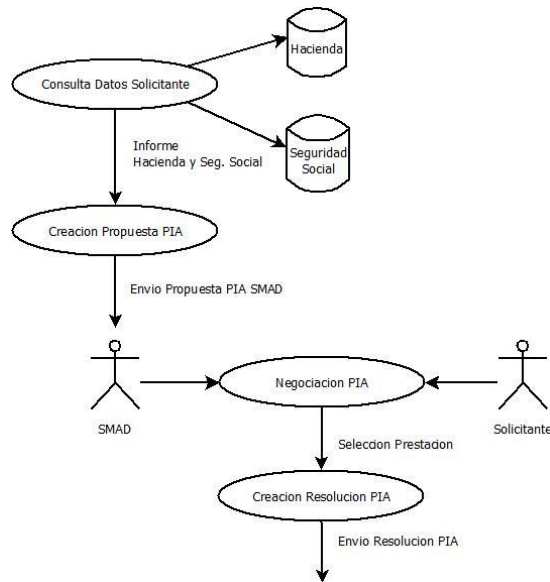 Hacienda
Consulta Datos Solicitante
Informe
Hacienda y Seg. Social
Seguridad
Social
Creacion Propuesta PIA
Envio Propuesta PIA SMAD
Negociacion PIA
SMAD
Solicitante
Seleccion Prestacion
Creacion Resolucion PIA
Envio Resolucion PIA